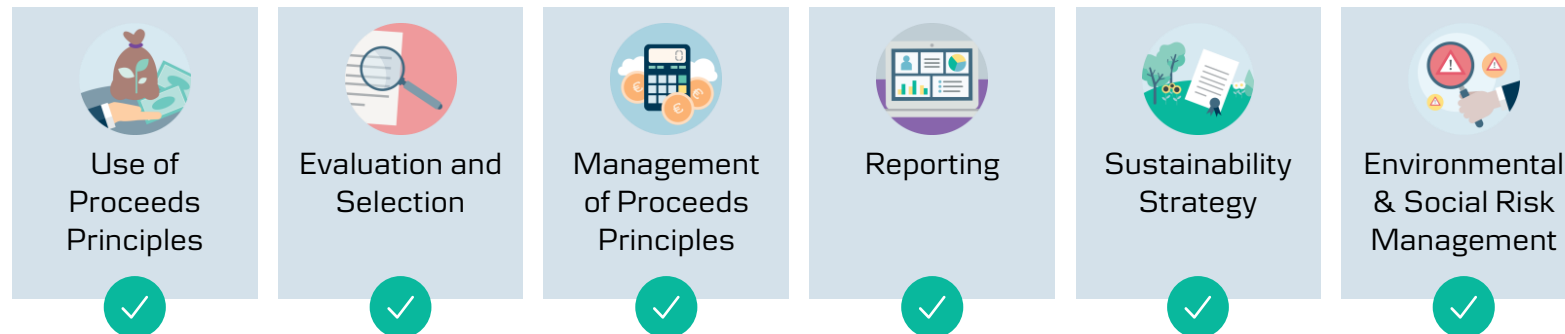 Use of
Proceeds
Principles
Evaluation and
Selection
Management
of Proceeds
Principles
Reporting
Sustainability
Strategy
Environmental
& Social Risk
Management